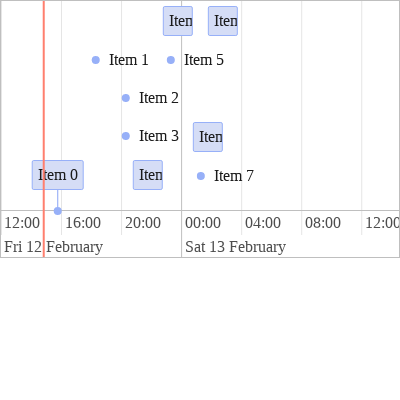 Iten Iten
Item 1 Item 5
Item 2
Item 3 Iten
Item 0 Iten Item 7
12:00 16:00 20:00 00:00 04:00 08:00 12:00
Fri 12 February Sat 13 February